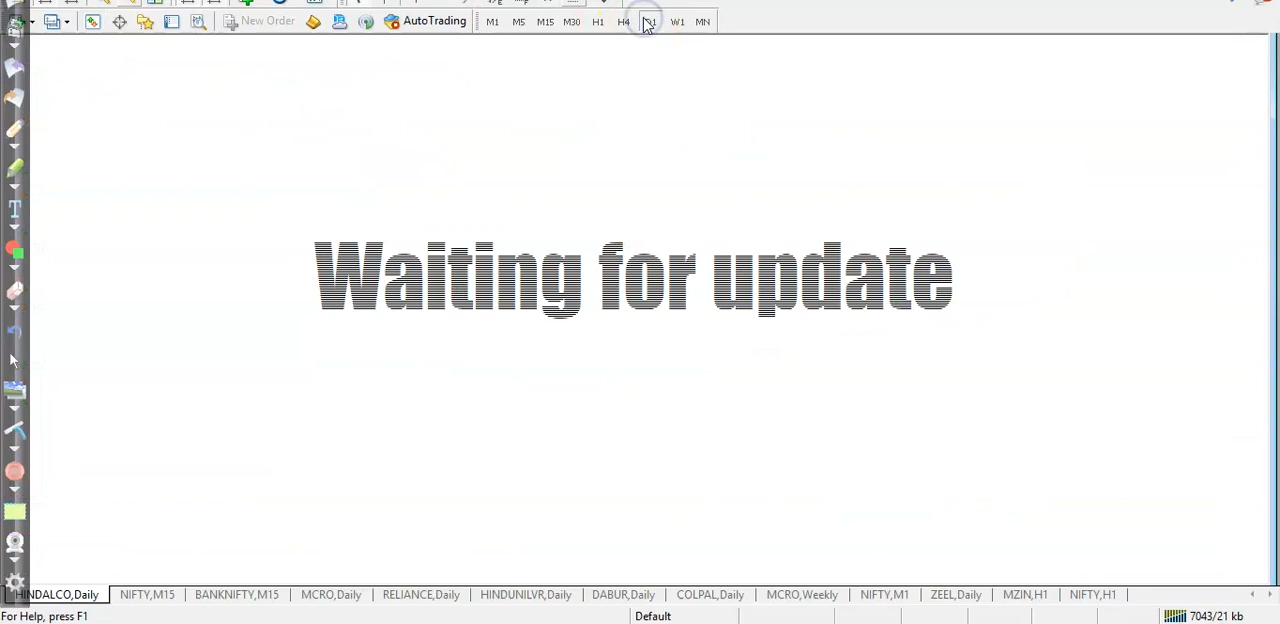 New Order AutoTrading M1 M5 M15 M30 H1 H4 D1 W1 MN
Waiting for update
HINDALCO,Daily NIFTY,M15 BANKNIFTY,M15 MCRO,Daily RELIANCE,Daily HINDUNILVR,Daily DABUR,Daily COLPAL,Daily MCRO,Weekly NIFTY,M1 ZEEL,Daily MZIN,H1 NIFTY,H1
For Help, press F1 Default 7043/21 kb